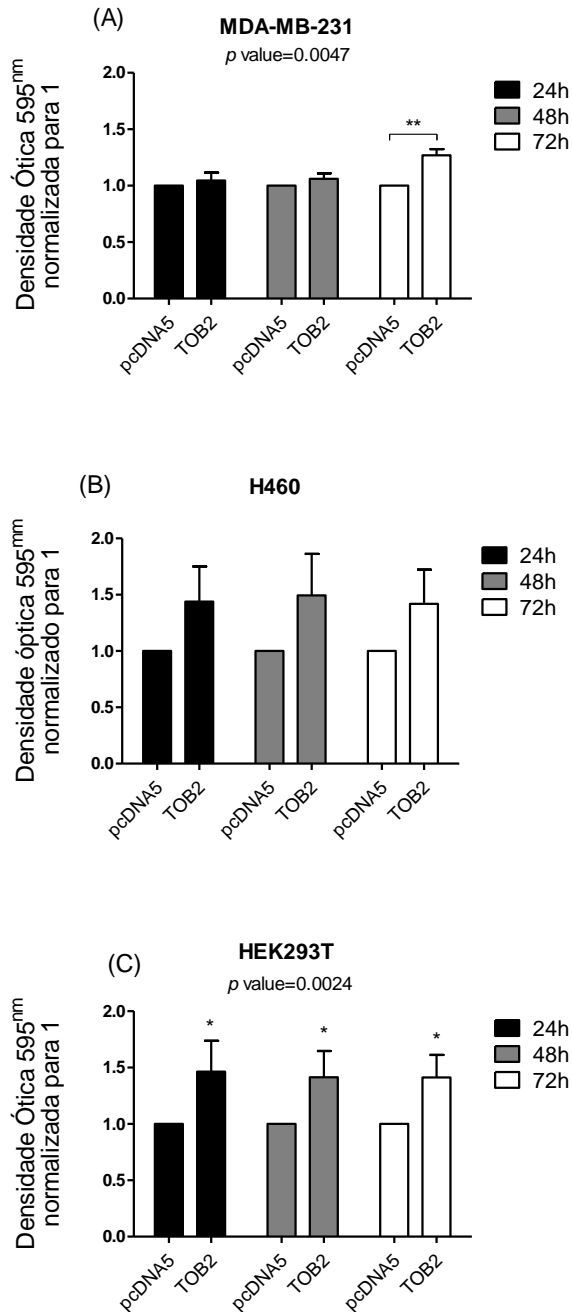 (A)
MDA-MB-231
p value=0.0047
Densidade Ótica 595nm
normalizada para 1
2.0
1.5
1.0
0.5
0.0
**
pcDNA5
TOB2
pcDNA5
TOB2
pcDNA5
TOB2
24h
48h
72h
(B)
H460
Densidade óptica 595mm
normalizado para 1
2.0
1.5
1.0
0.5
0.0
pcDNA5
TOB2
pcDNA5
TOB2
pcDNA5
TOB2
24h
48h
72h
(C)
HEK293T
p value=0.0024
Densidade Ótica 595nm
normalizada para 1
2.0
1.5
1.0
0.5
0.0
*
*
*
pcDNA5
TOB2
pcDNA5
TOB2
pcDNA5
TOB2
24h
48h
72h